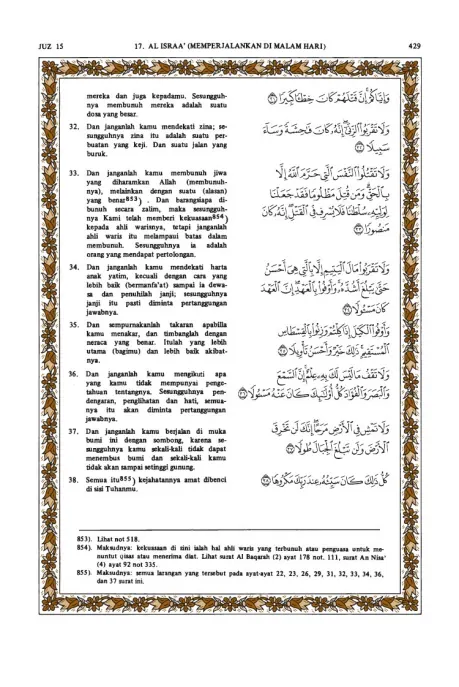 JUZ 15 17. AL ISRAA' (MEMPERJALANKAN DI MALAM HARI) 429
mereka dan juga kepadamu. Sesungguh-
nya membunuh mereka adalah suatu
dosa yang besar.
32. Dan janganlah kamu mendekati zina; se-
sungguhnya zina itu adalah suatu per-
buatan yang keji. Dan suatu jalan yang
buruk.
33. Dan janganlah kamu membunuh jiwa
yang diharamkan Allah (membunuh-
nya), melainkan dengan suatu (alasan)
yang benar853) . Dan barangsiapa di-
bunuh secara zalim, maka sesungguh-
nya Kami telah memberi kekuasaan854)
kepada ahli warisnya, tetapi janganlah
ahli waris itu melampaui batas dalam
membunuh. Sesungguhnya ia adalah
orang yang mendapat pertolongan.
34. Dan janganlah kamu mendekati harta
anak yatim, kecuali dengan cara yang
lebih baik (bermanfa'at) sampai ia dewa-
sa dan penuhilah janji; sesungguhnya
janji itu pasti diminta pertanggungan
jawabnya.
35. Dan sempurnakanlah takaran apabila
kamu menakar, dan timbanglah dengan
neraca yang benar. Itulah yang lebih
utama (bagimu) dan lebih baik akibat-
nya.
36. Dan janganlah kamu mengikuti apa
yang kamu tidak mempunyai penge-
tahuan tentangnya. Sesungguhnya pen-
dengaran, penglihatan dan hati, semua-
nya itu akan diminta pertanggungan
jawabnya.
37. Dan janganlah kamu berjalan di muka
bumi ini dengan sombong, karena se-
sungguhnya kamu sekali-kali tidak dapat
menembus bumi dan sekali-kali kamu
tidak akan sampai setinggi gunung.
38. Semua itu855) kejahatannya amat dibenci
di sisi Tuhanmu.
وَإِيَّاكُمْ إِنَّ قَتْلَهُمْ كَانَ خِطْئًا كَبِيرًا ﴿٣١﴾
وَلَا تَقْرَبُوا الزِّنَىٰ إِنَّهُ كَانَ فَاحِشَةً وَسَاءَ
سَبِيلًا ﴿٣٢﴾
وَلَا تَقْتُلُوا النَّفْسَ الَّتِي حَرَّمَ اللَّهُ إِلَّا
بِالْحَقِّ وَمَنْ قُتِلَ مَظْلُومًا فَقَدْ جَعَلْنَا
لِوَلِيِّهِ سُلْطَانًا فَلَا يُسْرِفْ فِي الْقَتْلِ إِنَّهُ كَانَ
مَنْصُورًا ﴿٣٣﴾
وَلَا تَقْرَبُوا مَالَ الْيَتِيمِ إِلَّا بِالَّتِي هِيَ أَحْسَنُ
حَتَّىٰ يَبْلُغَ أَشُدَّهُ وَأَوْفُوا بِالْعَهْدِ إِنَّ الْعَهْدَ
كَانَ مَسْئُولًا ﴿٣٤﴾
وَأَوْفُوا الْكَيْلَ إِذَا كِلْتُمْ وَزِنُوا بِالْقِسْطَاسِ
الْمُسْتَقِيمِ ذَٰلِكَ خَيْرٌ وَأَحْسَنُ تَأْوِيلًا ﴿٣٥﴾
وَلَا تَقْفُ مَا لَيْسَ لَكَ بِهِ عِلْمٌ إِنَّ السَّمْعَ
وَالْبَصَرَ وَالْفُؤَادَ كُلُّ أُولَٰئِكَ كَانَ عَنْهُ مَسْئُولًا ﴿٣٦﴾
وَلَا تَمْشِ فِي الْأَرْضِ مَرَحًا إِنَّكَ لَنْ تَخْرِقَ
الْأَرْضَ وَلَنْ تَبْلُغَ الْجِبَالَ طُولًا ﴿٣٧﴾
كُلُّ ذَٰلِكَ كَانَ سَيِّئُهُ عِنْدَ رَبِّكَ مَكْرُوهًا ﴿٣٨﴾
853). Lihat not 518.
854). Maksudnya: kekuasaan di sini ialah hal ahli waris yang terbunuh atau penguasa untuk me-
nuntut qisas atau menerima diat. Lihat surat Al Baqarah (2) ayat 178 not. 111, surat An Nisa'
(4) ayat 92 not 335.
855). Maksudnya: semua larangan yang tersebut pada ayat-ayat 22, 23, 26, 29, 31, 32, 33, 34, 36,
dan 37 surat ini.